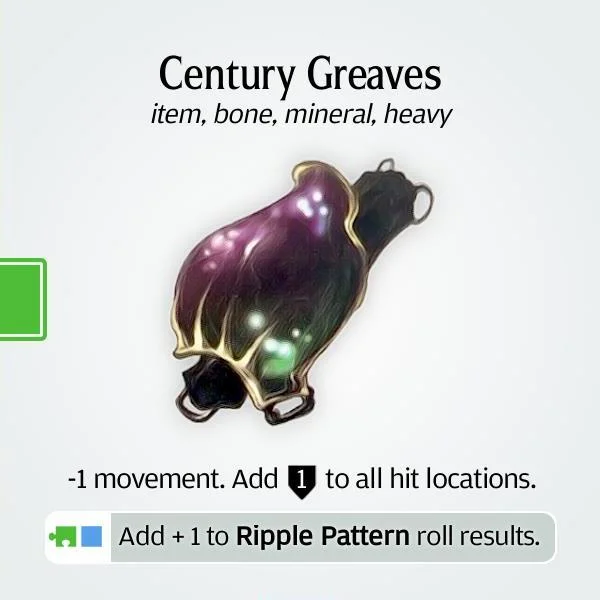 Century Greaves
item, bone, mineral, heavy
-1 movement. Add 1 to all hit locations.
Add +1 to Ripple Pattern roll results.